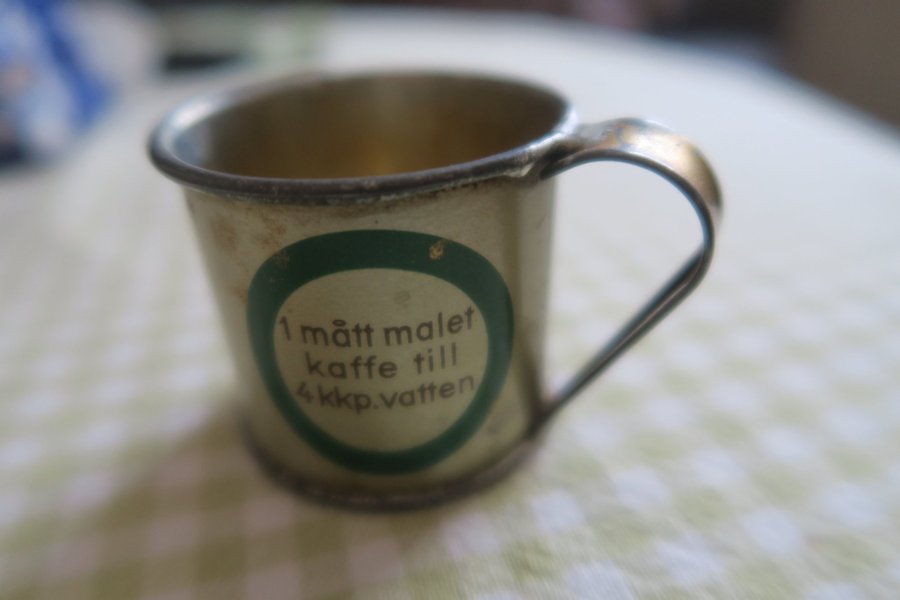 1 mått malet
kaffe till
4 kkp.vatten